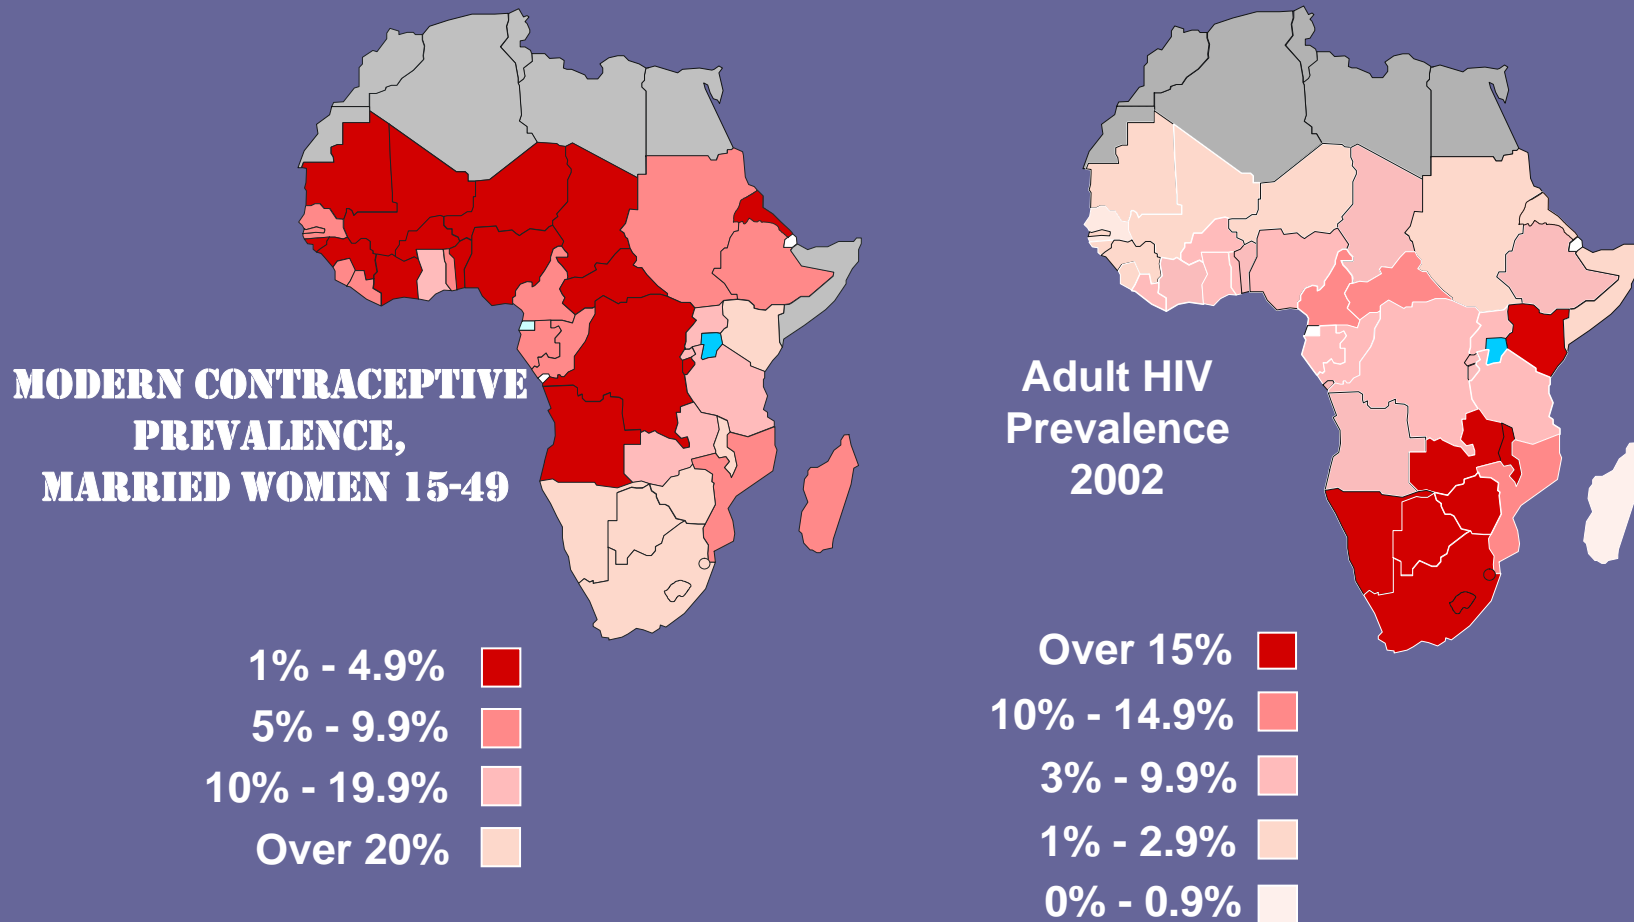 MODERN CONTRACEPTIVE
PREVALENCE,
MARRIED WOMEN 15-49
1% - 4.9%
5% - 9.9%
10% - 19.9%
Over 20%
Adult HIV
Prevalence
2002
Over 15%
10% - 14.9%
3% - 9.9%
1% - 2.9%
0% - 0.9%